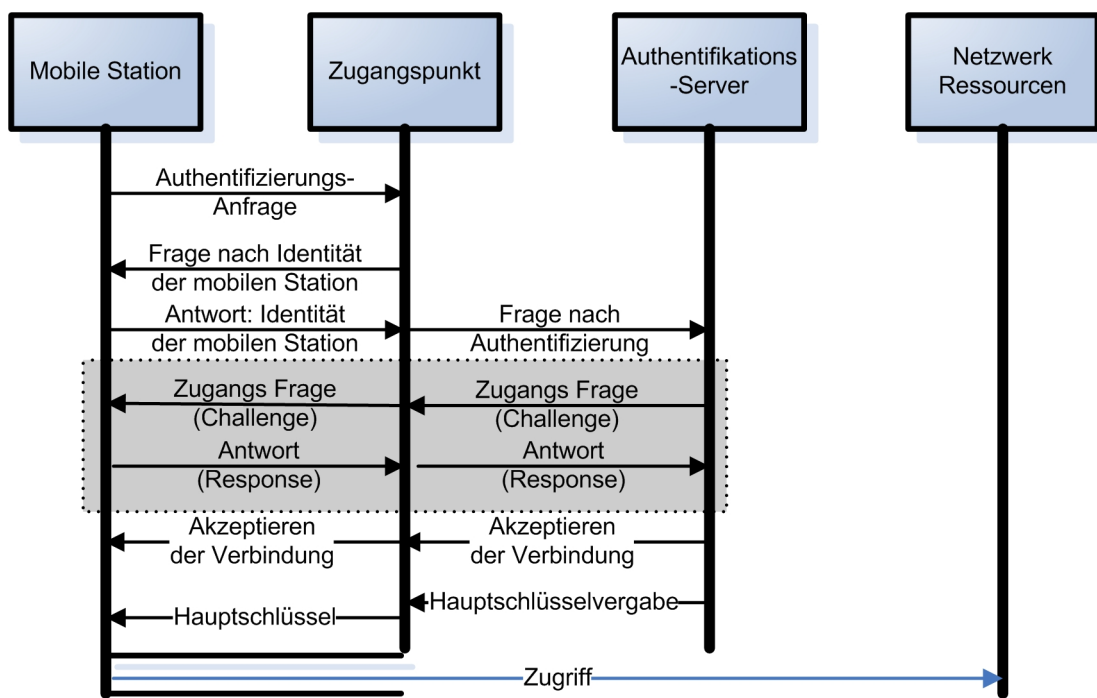 Mobile Station
Zugangspunkt
Authentifikations
-Server
Netzwerk
Ressourcen
Authentifizierungs-
Anfrage
Frage nach Identität
der mobilen Station
Antwort: Identität
der mobilen Station
Frage nach
Authentifizierung
Zugangs Frage
(Challenge)
Zugangs Frage
(Challenge)
Antwort
(Response)
Antwort
(Response)
Akzeptieren
der Verbindung
Akzeptieren
der Verbindung
Hauptschlüsselvergabe
Hauptschlüssel
Zugriff